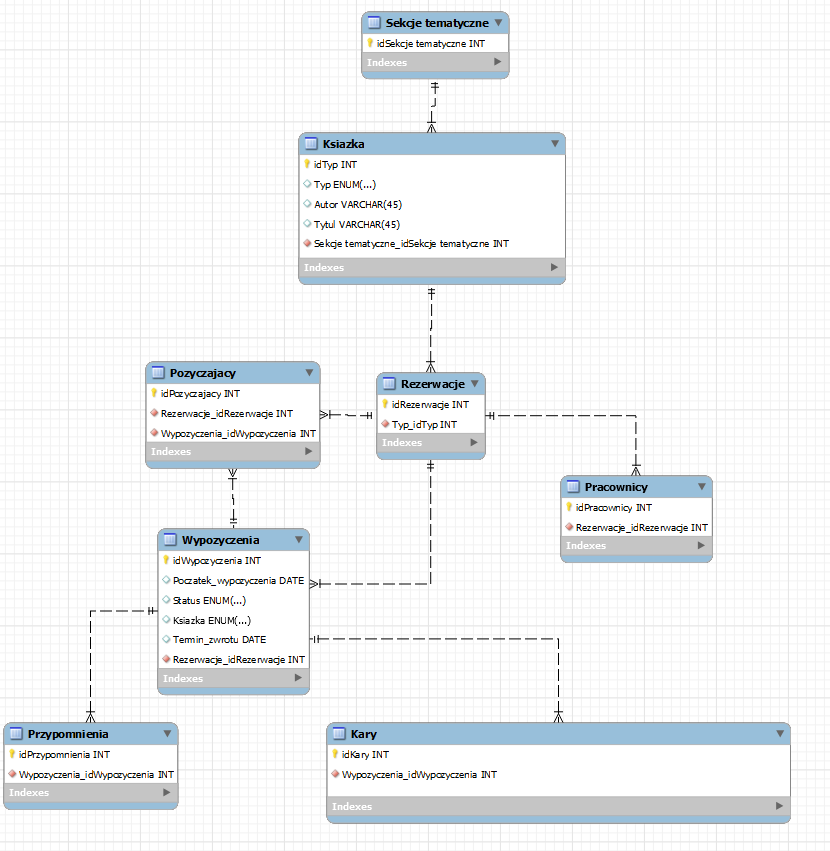 Sekcje tematyczne
idSekcje tematyczne INT
Indexes
Ksiazka
idTyp INT
Typ ENUM(...)
Autor VARCHAR(45)
Tytul VARCHAR(45)
Sekcje tematyczne_idSekcje tematyczne INT
Indexes
Pozyczajacy
idPozyczajacy INT
Rezerwacje_idRezerwacje INT
Wypozyczenia_idWypozyczenia INT
Indexes
Rezerwacje
idRezerwacje INT
Typ_idTyp INT
Indexes
Pracownicy
idPracownicy INT
Rezerwacje_idRezerwacje INT
Indexes
Wypozyczenia
idWypozyczenia INT
Poczatek_wypozyczenia DATE
Status ENUM(...)
Ksiazka ENUM(...)
Termin_zwrotu DATE
Rezerwacje_idRezerwacje INT
Indexes
Przypomnienia
idPrzypomnienia INT
Wypozyczenia_idWypozyczenia INT
Indexes
Kary
idKary INT
Wypozyczenia_idWypozyczenia INT
Indexes